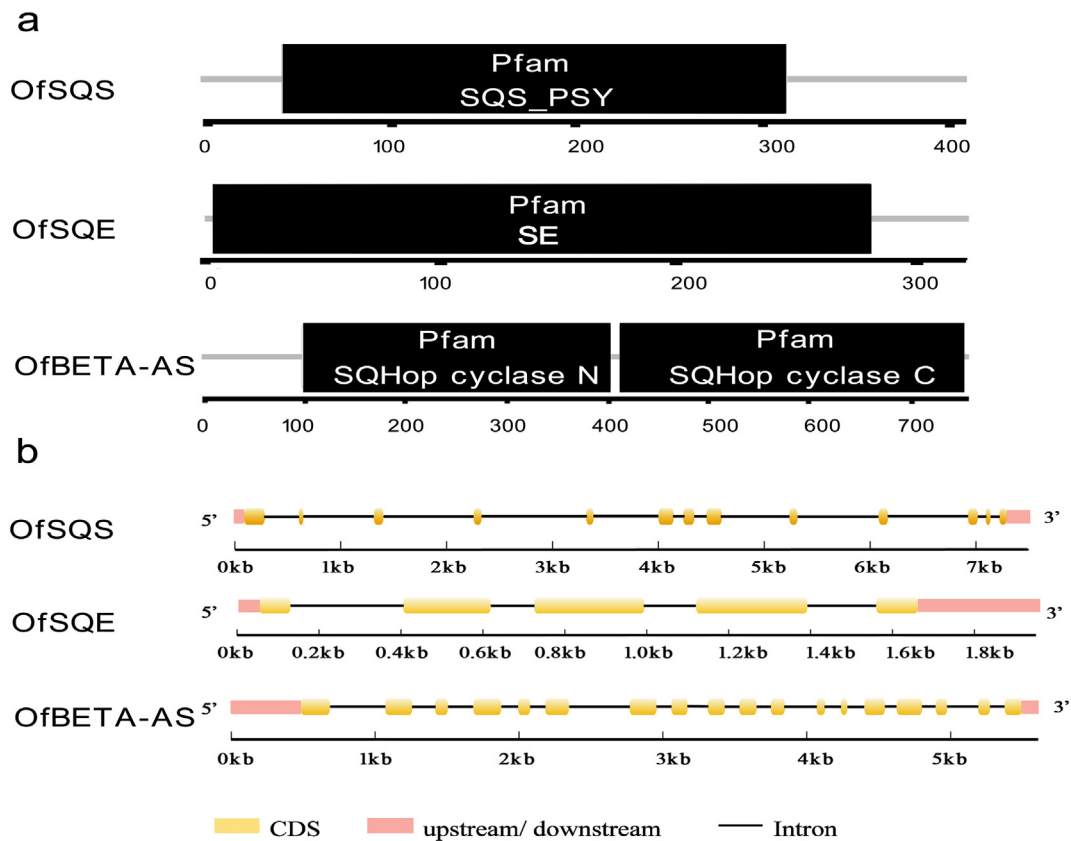 a
OfSQS
Pfam
SQS_PSY
0 100 200 300 400
OfSQE
Pfam
SE
0 100 200 300
OfBETA-AS
Pfam
SQHop cyclase N
Pfam
SQHop cyclase C
0 100 200 300 400 500 600 700
b
OfSQS
5’ 3’
0kb 1kb 2kb 3kb 4kb 5kb 6kb 7kb
OfSQE
5’ 3’
0kb 0.2kb 0.4kb 0.6kb 0.8kb 1.0kb 1.2kb 1.4kb 1.6kb 1.8kb
OfBETA-AS
5’ 3’
0kb 1kb 2kb 3kb 4kb 5kb
CDS upstream/ downstream Intron